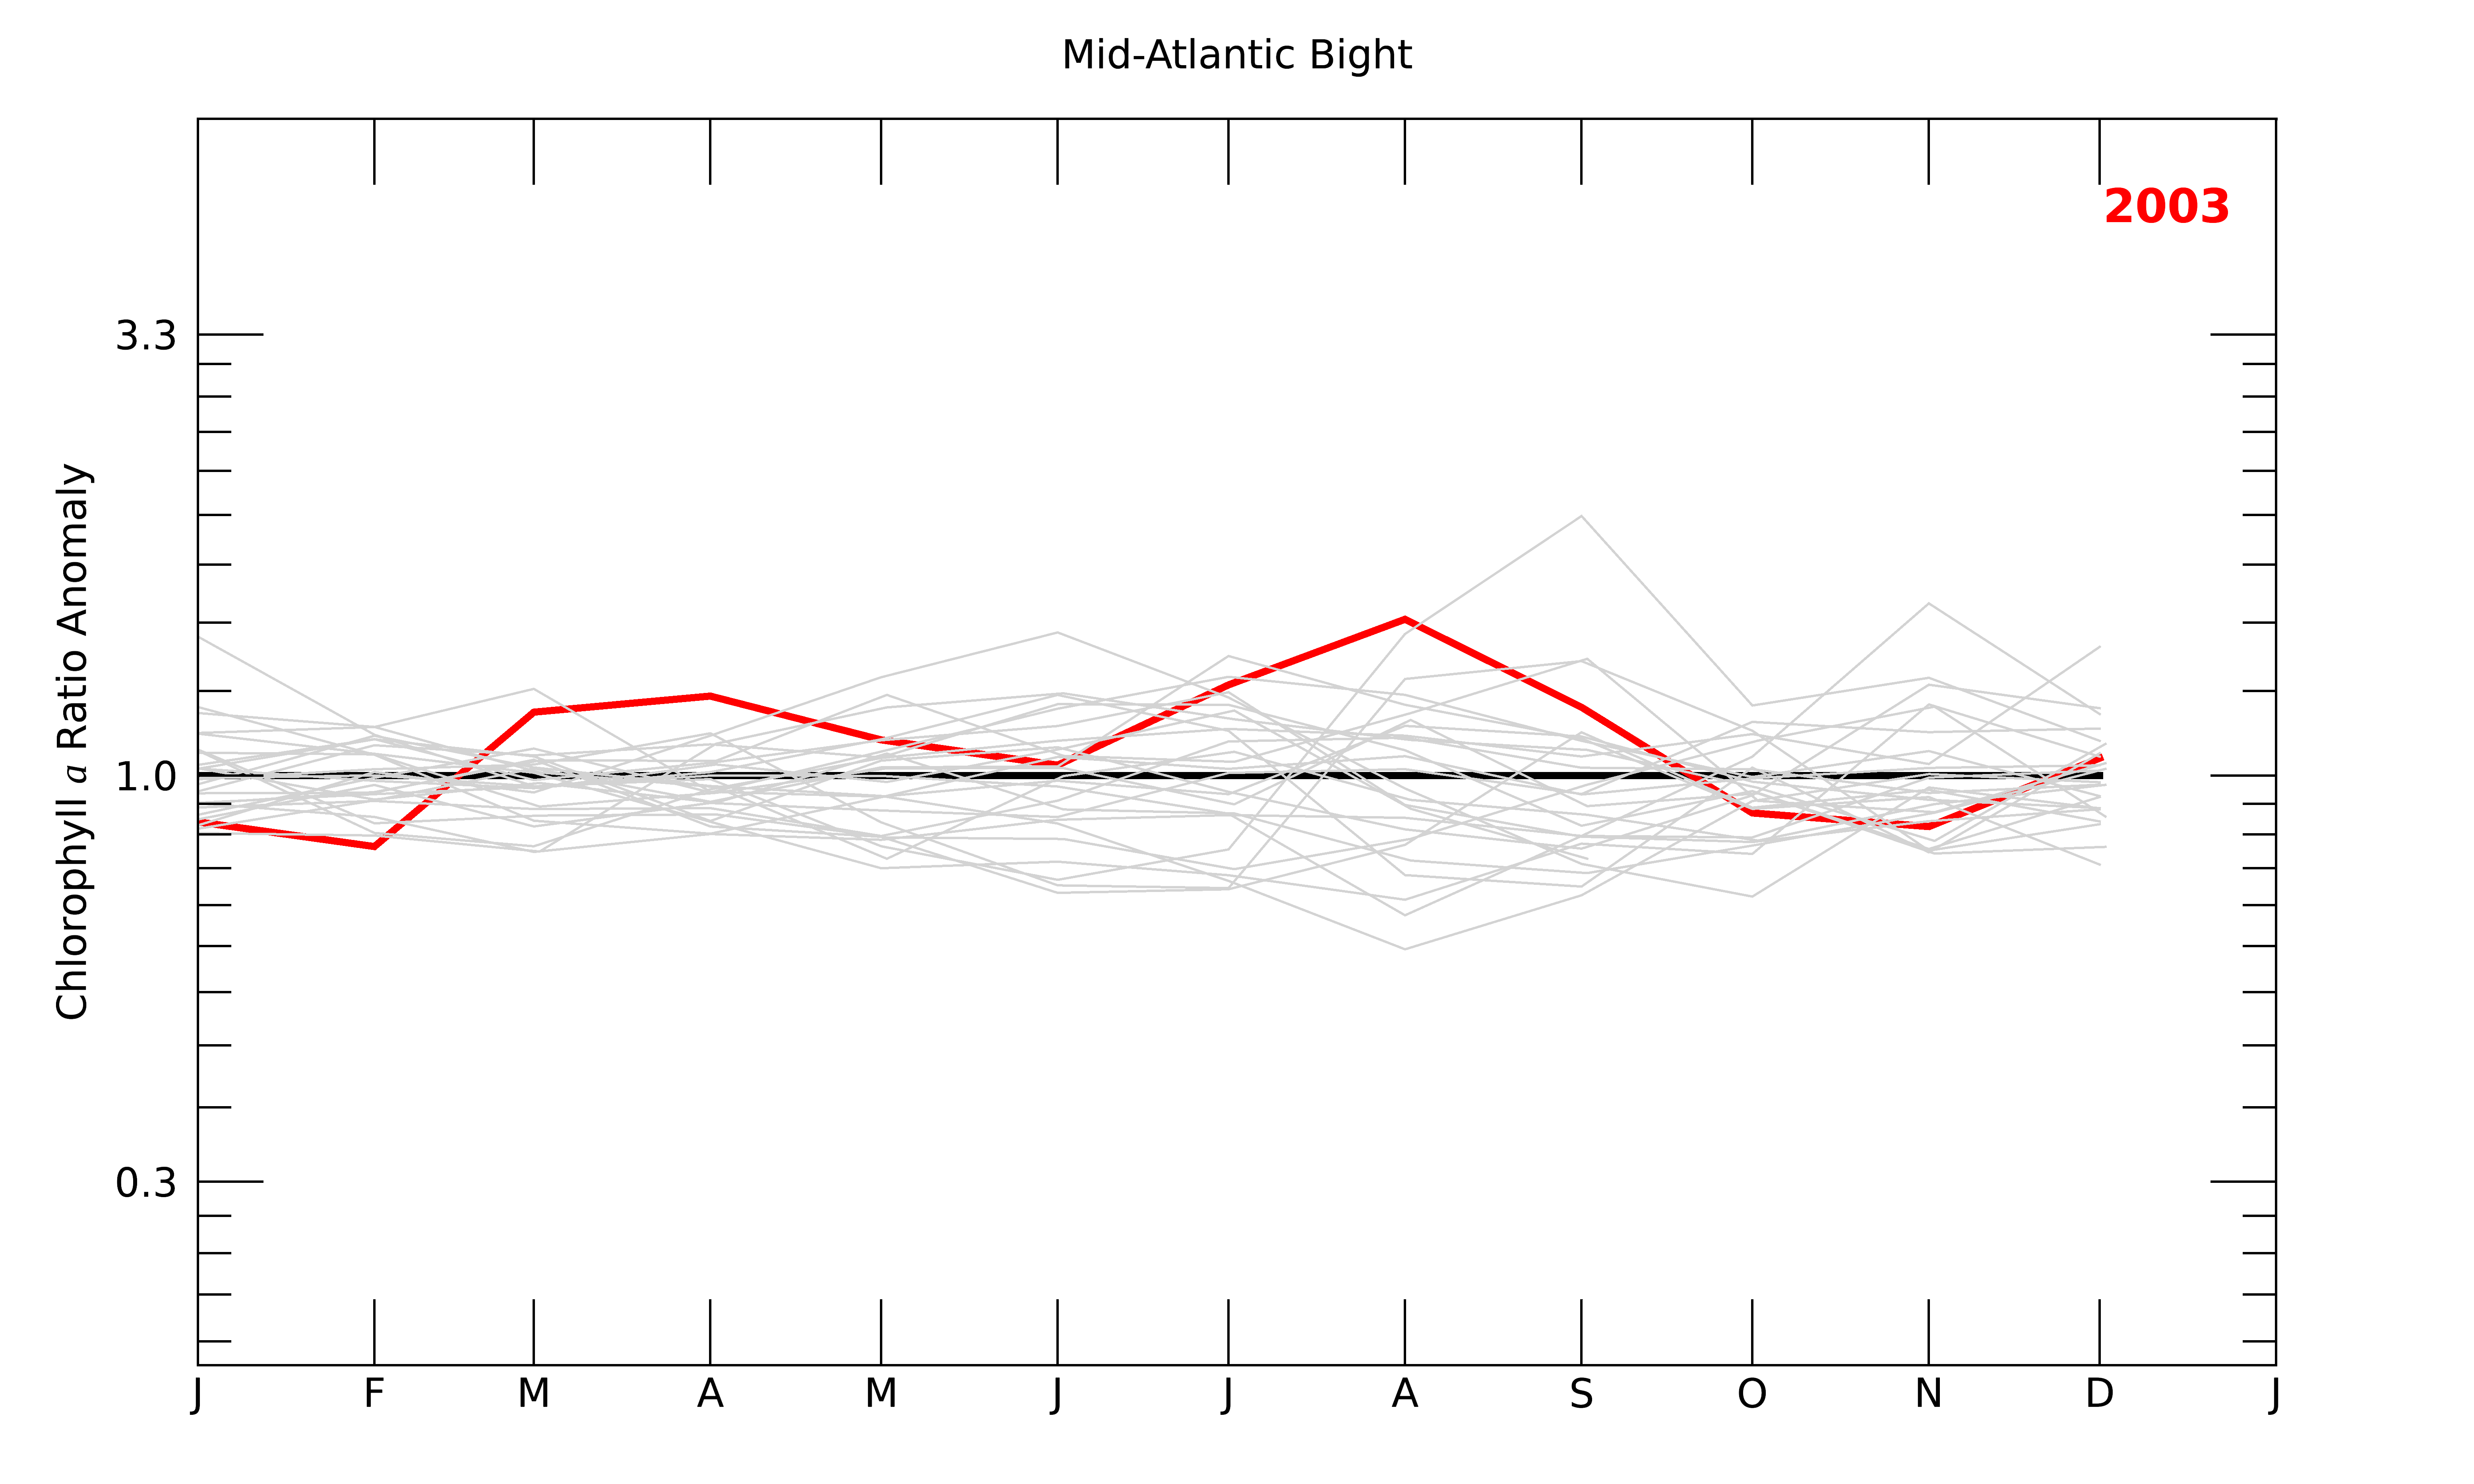 Mid-Atlantic Bight
2003
3.3
1.0
0.3
Chlorophyll a Ratio Anomaly
J F M A M J J A S O N D J